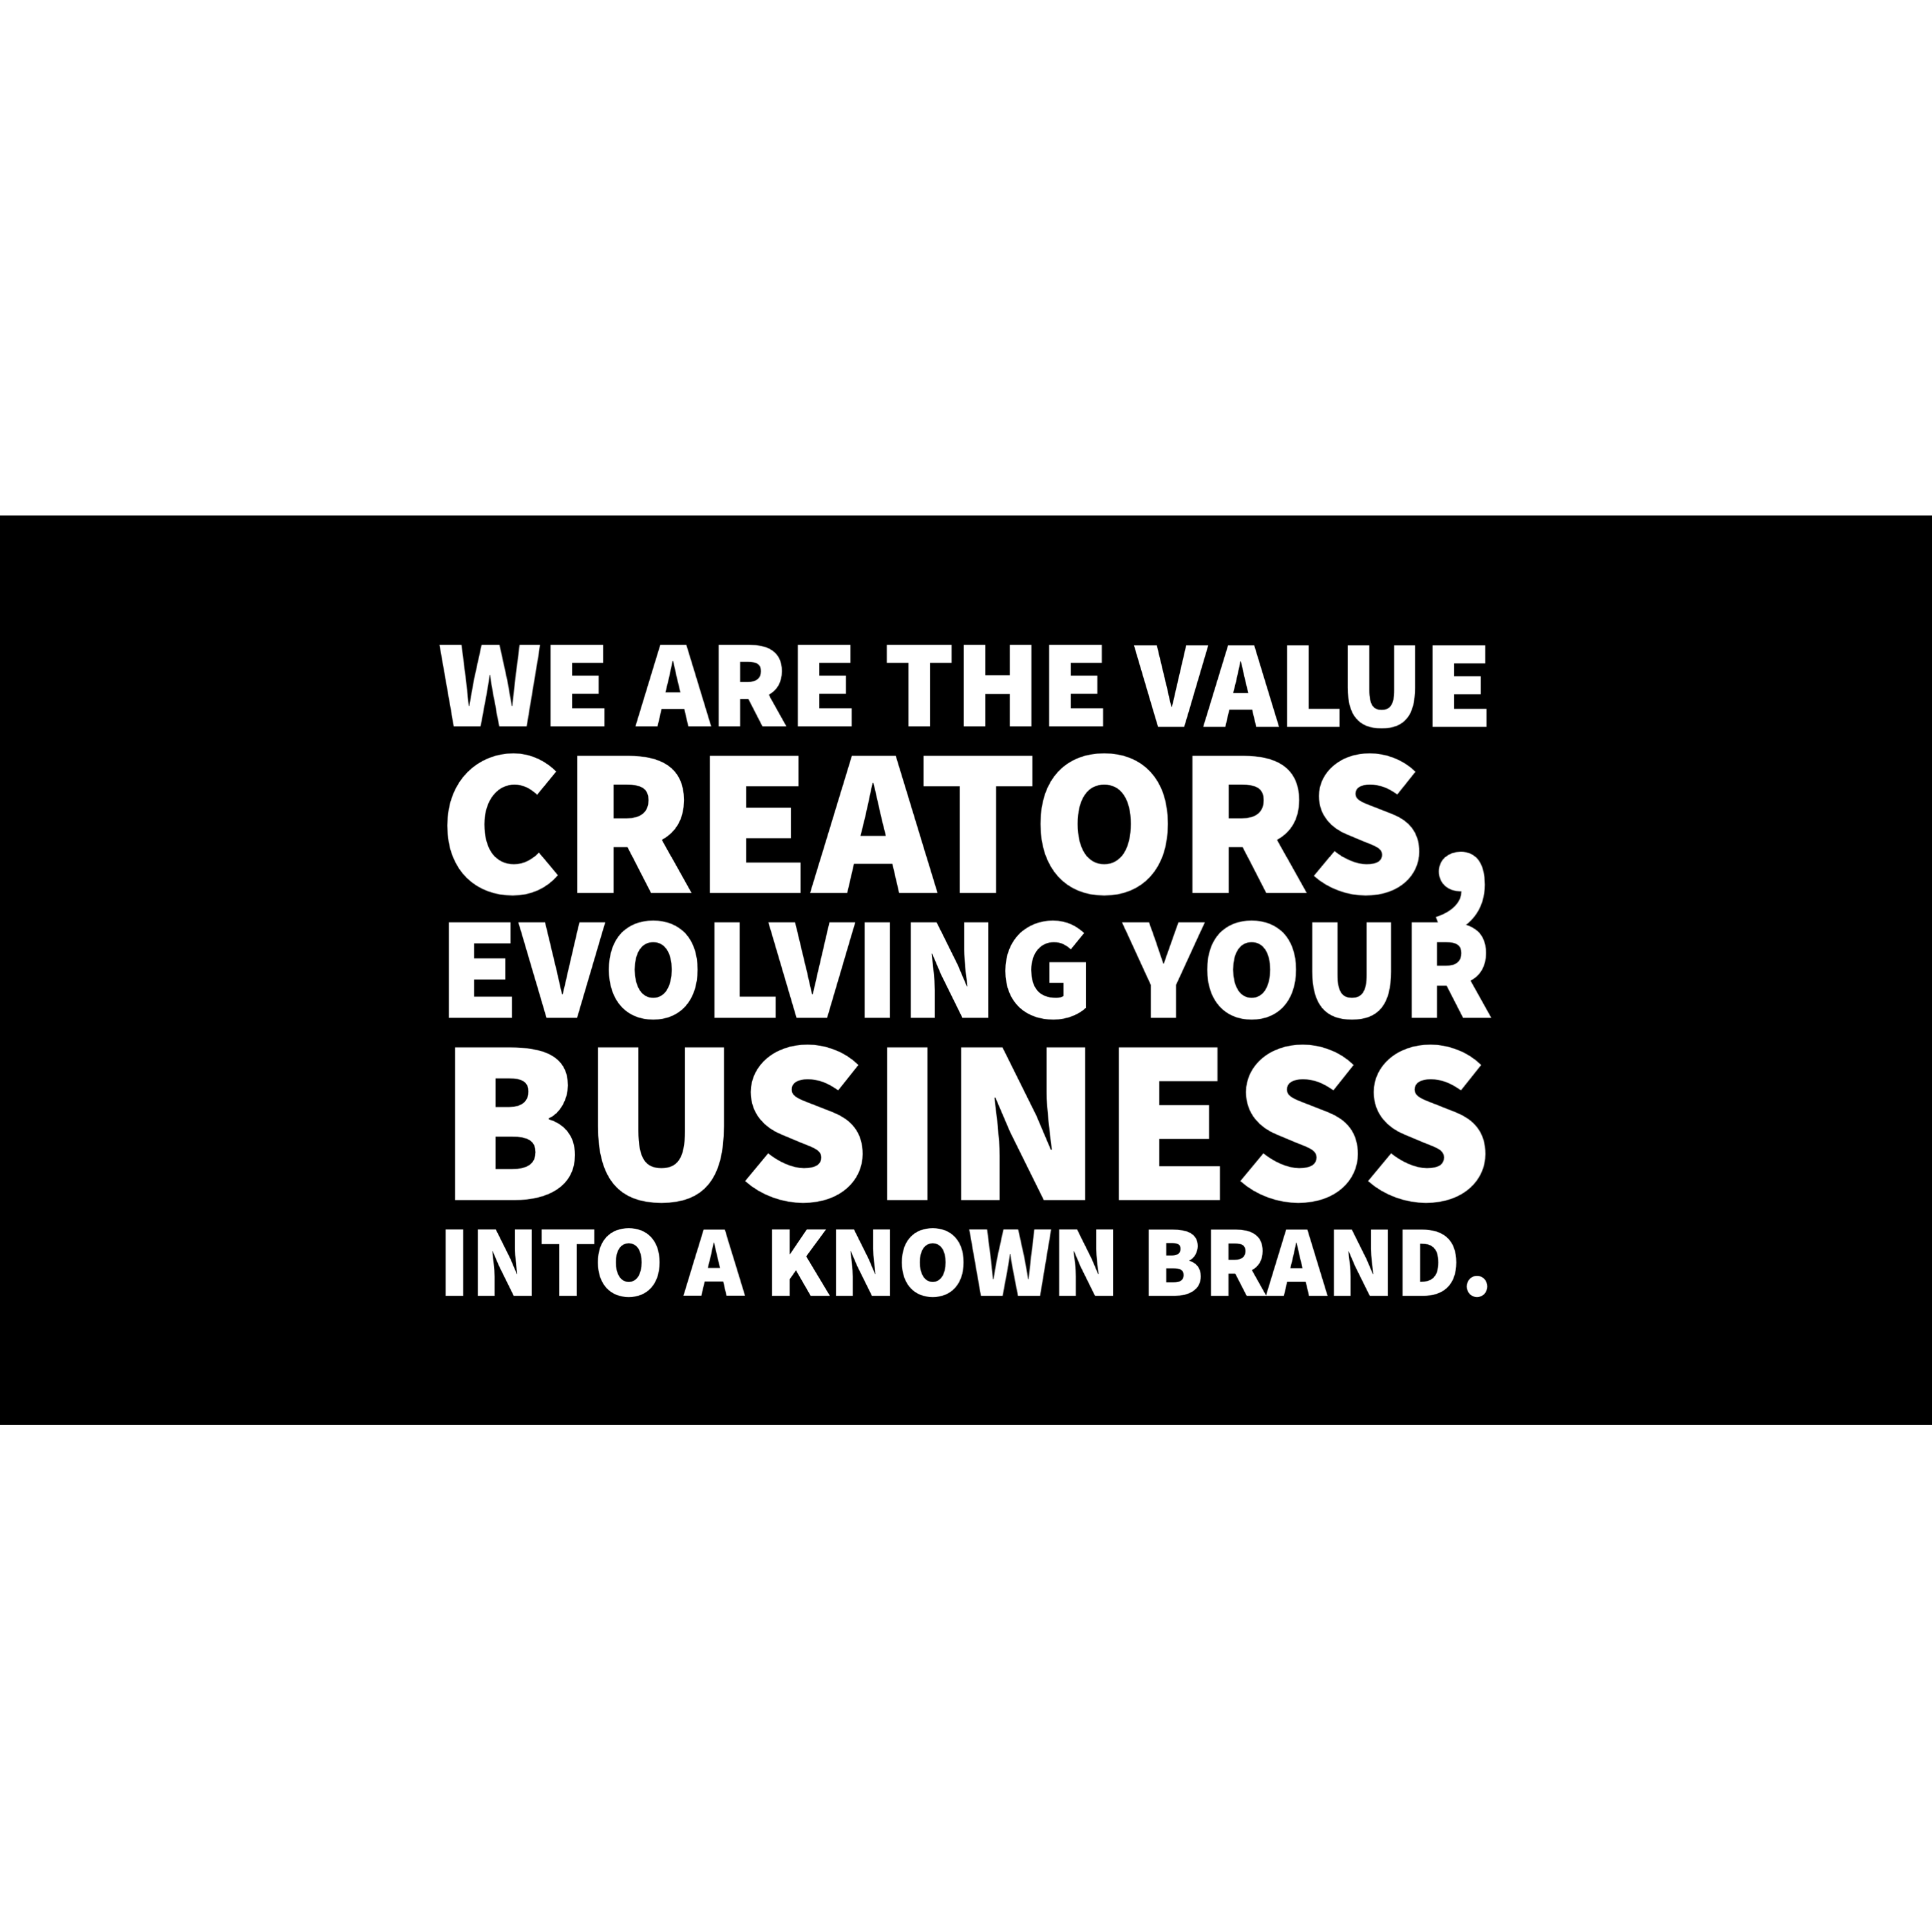 WE ARE THE VALUE
CREATORS,
EVOLVING YOUR
BUSINESS
INTO A KNOWN BRAND.